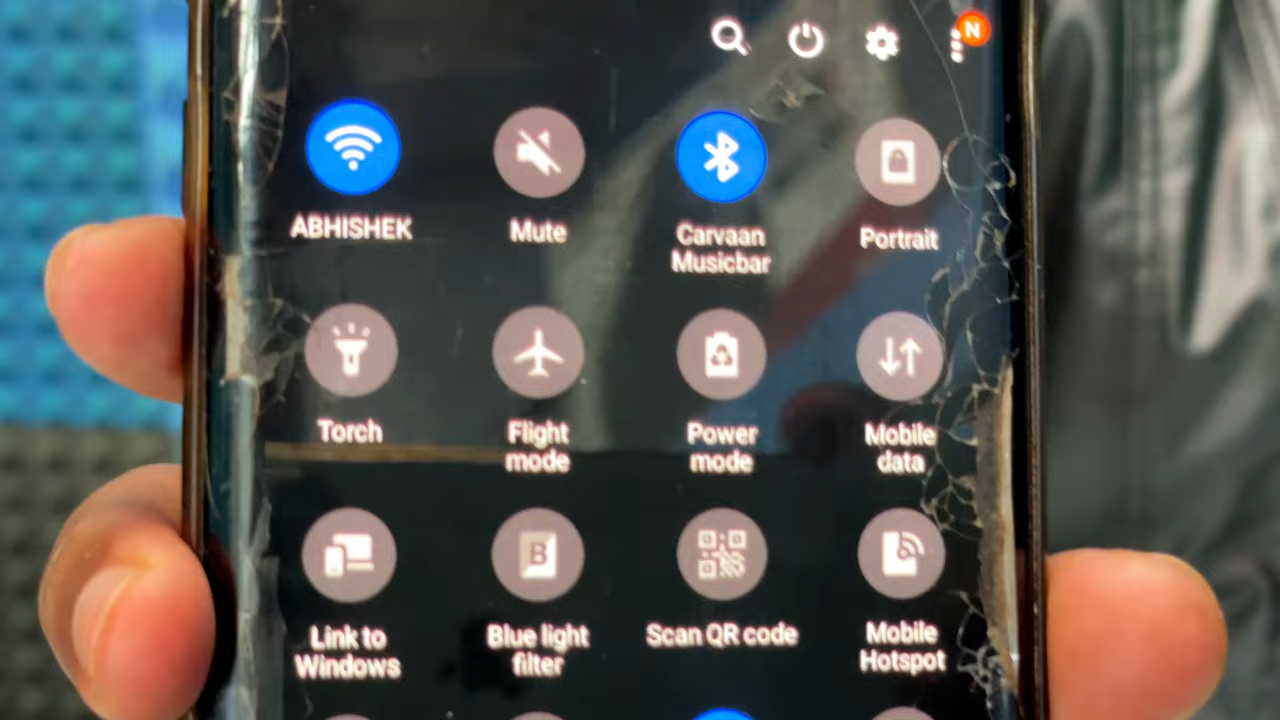 N
ABHISHEK
Mute
Carvaan
Musicbar
Portrait
Torch
Flight
mode
Power
mode
Mobile
data
B
Link to
Windows
Blue light
filter
Scan QR code
Mobile
Hotspot